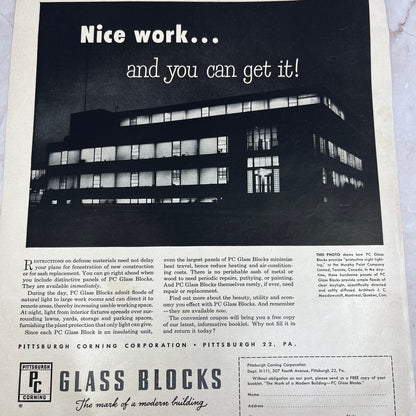 Nice work...
and you can get it!
THIS PHOTO shows how PC Glass
Blocks provide "protective night light-
ing," at the Murphy Paint Company
Limited, Toronto, Canada. In the day-
time, these handsome panels of PC
Glass Blocks provide ample floods of
clear daylight, scientifically directed
and softly diffused. Architect J. C.
Meadowcroft, Montreal, Quebec, Can.
RESTRICTIONS on defense materials need not delay
your plans for fenestration of new construction
or for sash replacement. You can go right ahead when
you include distinctive panels of PC Glass Blocks.
They are available immediately.
During the day, PC Glass Blocks admit floods of
natural light to large work rooms and can direct it to
remote areas, thereby increasing usable working space.
At night, light from interior fixtures spreads over sur-
rounding lawns, yards, storage and parking spaces,
furnishing the plant protection that only light can give.
Since each PC Glass Block is an insulating unit,
even the largest panels of PC Glass Blocks minimize
heat travel, hence reduce heating and air-condition-
ing costs. There is no perishable sash of metal or
wood to need periodic repairs, puttying, or painting.
And PC Glass Blocks themselves rarely, if ever, need
repair or replacement.
Find out more about the beauty, utility and econ-
omy you effect with PC Glass Blocks. And remember
—they are available now.
The convenient coupon will bring you a free copy
of our latest, informative booklet. Why not fill it in
and return it today?
PITTSBURGH CORNING CORPORATION · PITTSBURGH 22, PA.
PITTSBURGH
PC
CORNING
®
GLASS BLOCKS
The mark of a modern building
Pittsburgh Corning Corporation
Dept. H-111, 307 Fourth Avenue, Pittsburgh 22, Pa.
Without obligation on our part, please send a FREE copy of your
booklet, "The Mark of a Modern Building—PC Glass Blocks."
Name
Address